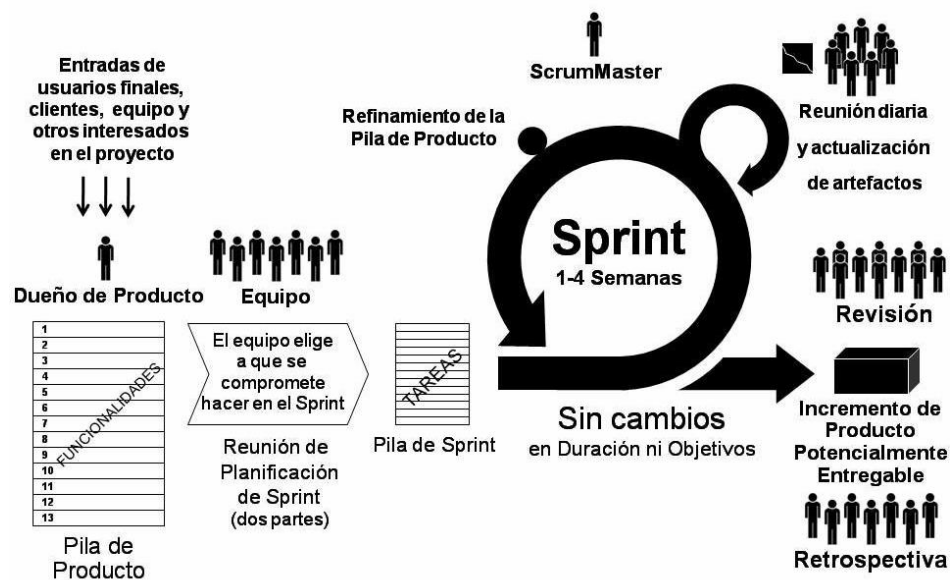 Entradas de
usuarios finales,
clientes, equipo y
otros interesados
en el proyecto
Dueño de Producto
1
2
3
4
5
6
7
8
9
10
11
12
13
FUNCIONALIDADES
Pila de
Producto
Equipo
El equipo elige
a que se
compromete
hacer en el Sprint
Reunión de
Planificación
de Sprint
(dos partes)
TAREAS
Pila de Sprint
Refinamiento de la
Pila de Producto
ScrumMaster
Sprint
1-4 Semanas
Sin cambios
en Duración ni Objetivos
Reunión diaria
y actualización
de artefactos
Revisión
Incremento de
Producto
Potencialmente
Entregable
Retrospectiva